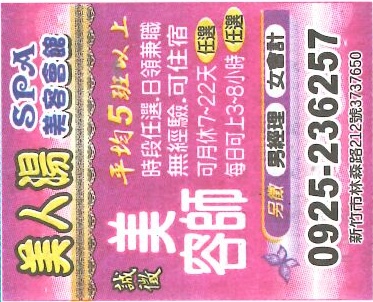 美人湯
SPA
美容會館
誠徵
美容師
平均5班以上
時段任選.日領兼職
無經驗.可住宿
可月休7~22天 任選
每日可上3~8小時 任選
另徵 男經理 女會計
0925-236257
新竹市林森路212號3737650